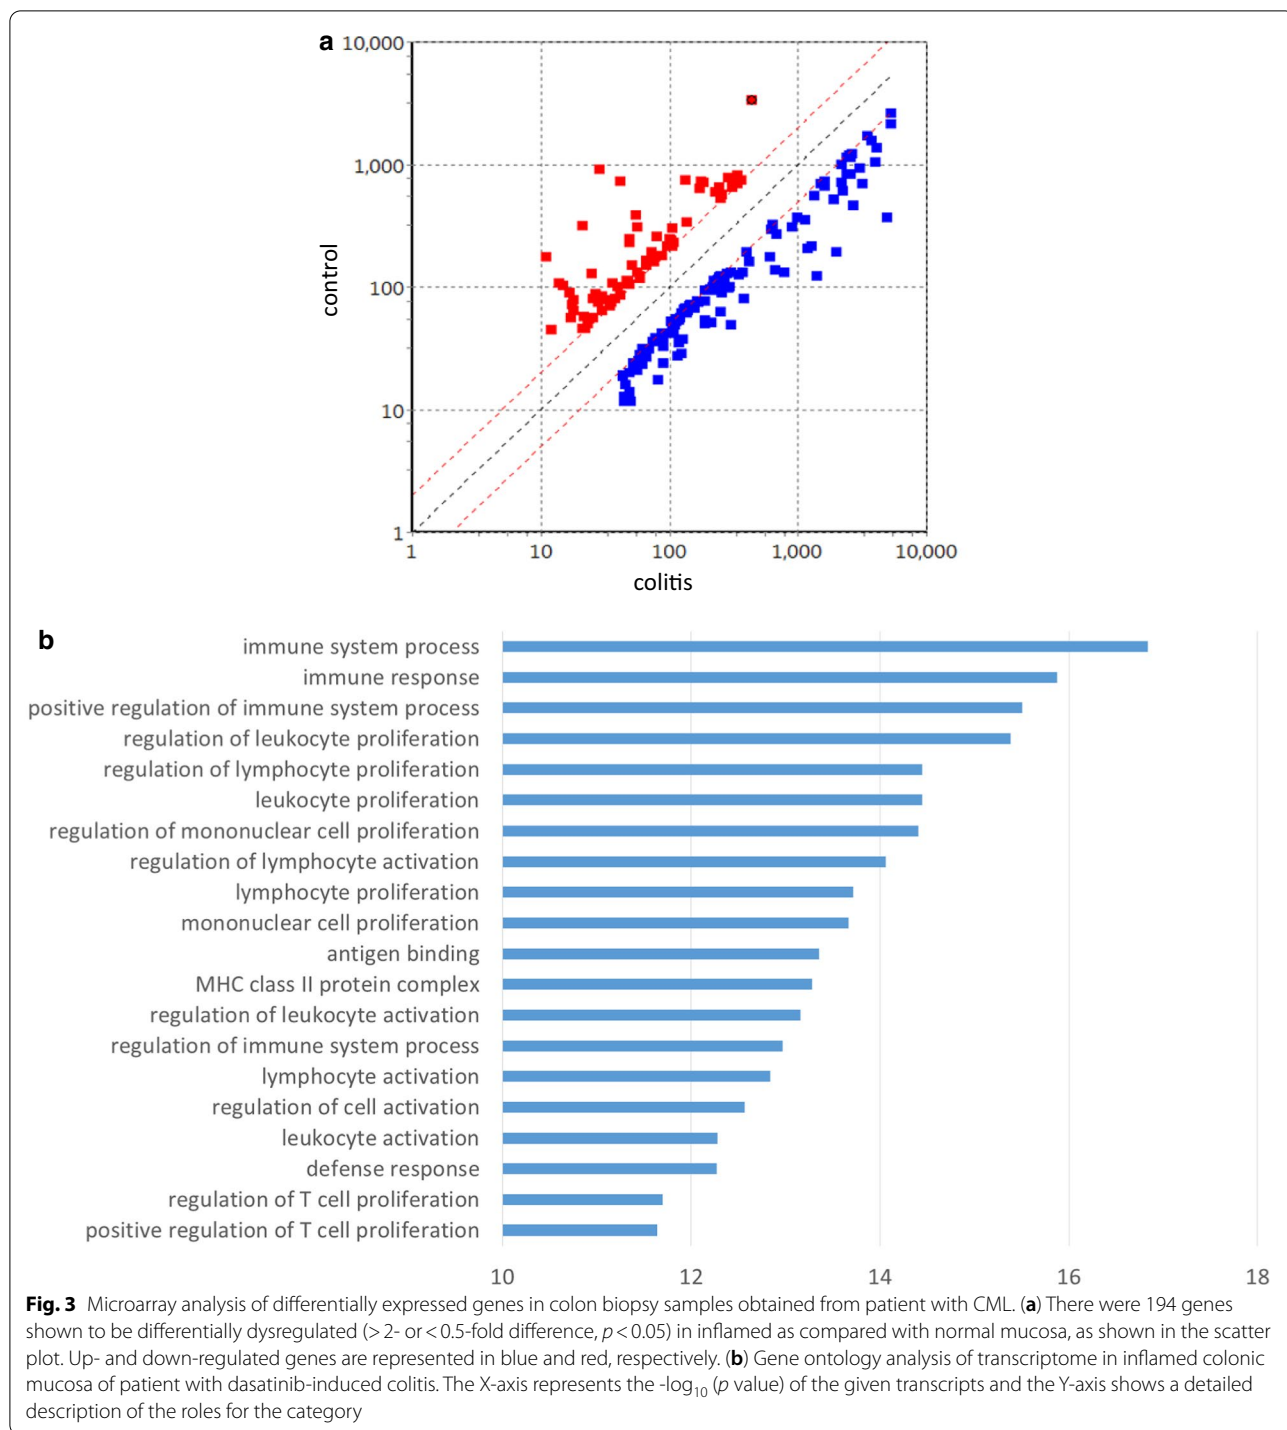 a
10,000
1,000
100
10
1
control
1 10 100 1,000 10,000
colitis
b
immune system process
immune response
positive regulation of immune system process
regulation of leukocyte proliferation
regulation of lymphocyte proliferation
leukocyte proliferation
regulation of mononuclear cell proliferation
regulation of lymphocyte activation
lymphocyte proliferation
mononuclear cell proliferation
antigen binding
MHC class II protein complex
regulation of leukocyte activation
regulation of immune system process
lymphocyte activation
regulation of cell activation
leukocyte activation
defense response
regulation of T cell proliferation
positive regulation of T cell proliferation
10 12 14 16 18
Fig. 3 Microarray analysis of differentially expressed genes in colon biopsy samples obtained from patient with CML. (a) There were 194 genes
shown to be differentially dysregulated (> 2- or < 0.5-fold difference, p < 0.05) in inflamed as compared with normal mucosa, as shown in the scatter
plot. Up- and down-regulated genes are represented in blue and red, respectively. (b) Gene ontology analysis of transcriptome in inflamed colonic
mucosa of patient with dasatinib-induced colitis. The X-axis represents the -log10 (p value) of the given transcripts and the Y-axis shows a detailed
description of the roles for the category